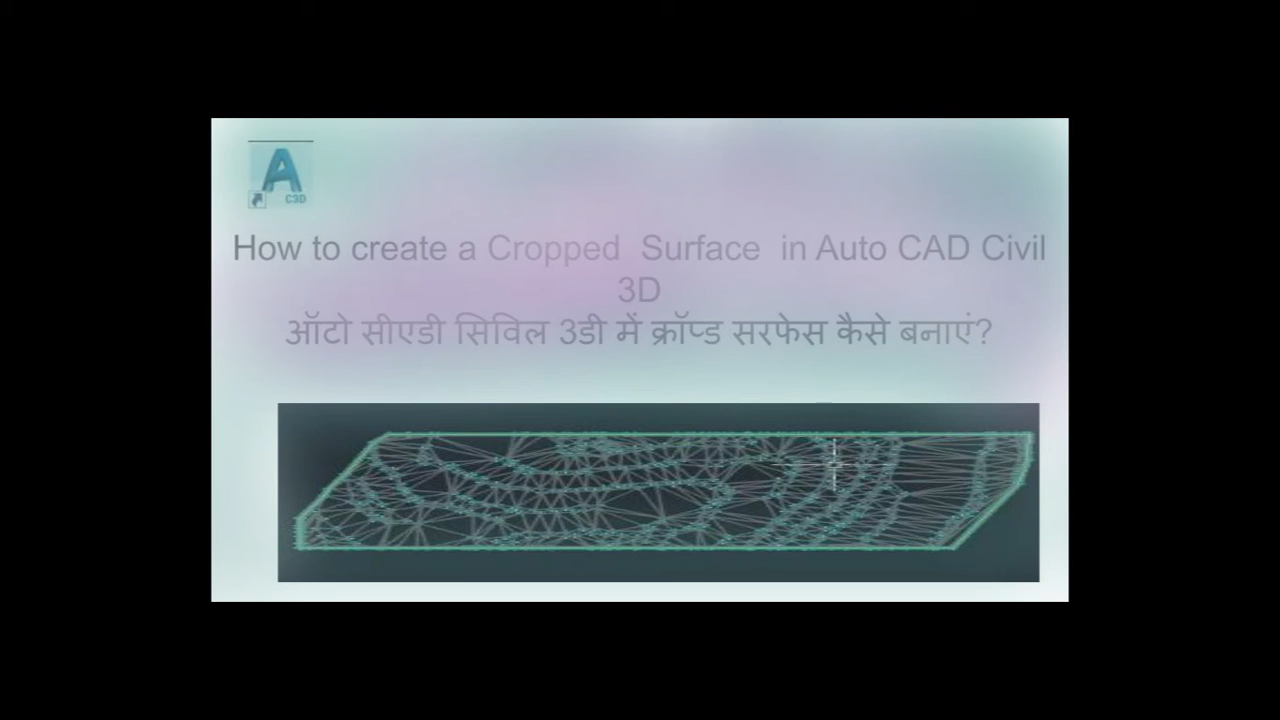 A
C3D
How to create a Cropped Surface in Auto CAD Civil
3D
ऑटो सीएडी सिविल 3डी में क्रॉप्ड सरफेस कैसे बनाएं?